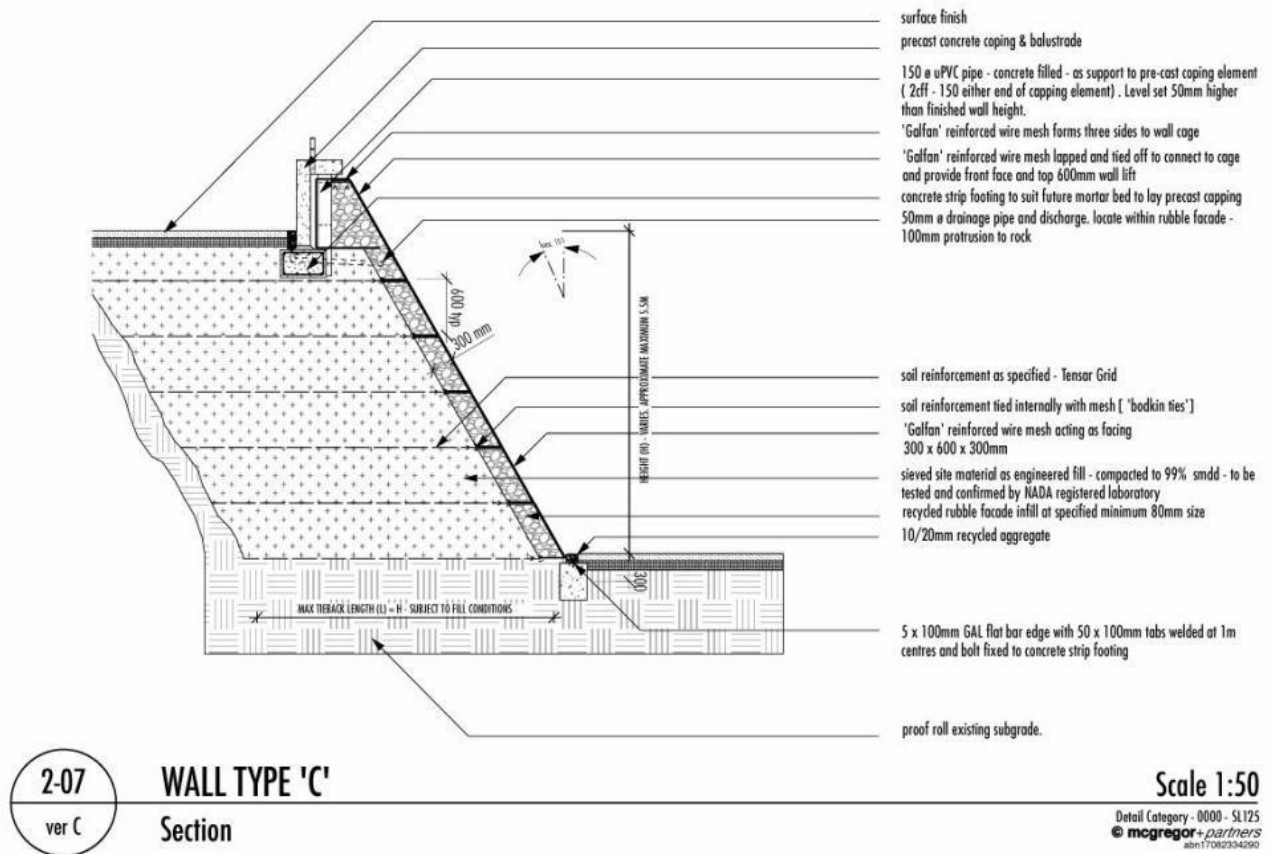 surface finish
precast concrete coping & balustrade
150 ø uPVC pipe - concrete filled - as support to pre-cast coping element
( 2cff - 150 either end of capping element) . Level set 50mm higher
than finished wall height.
'Galfan' reinforced wire mesh forms three sides to wall cage
'Galfan' reinforced wire mesh lapped and tied off to connect to cage
and provide front face and top 600mm wall lift
concrete strip footing to suit future mortar bed to lay precast capping
50mm ø drainage pipe and discharge. locate within rubble facade -
100mm protrusion to rock
600 typ
300 mm
HEIGHT (H) - VARIES. APPROXIMATE MAXIMUM 5.5M
soil reinforcement as specified - Tensar Grid
soil reinforcement tied internally with mesh [ 'bodkin ties']
'Galfan' reinforced wire mesh acting as facing
300 x 600 x 300mm
sieved site material as engineered fill - compacted to 99% smdd - to be
tested and confirmed by NADA registered laboratory
recycled rubble facade infill at specified minimum 80mm size
10/20mm recycled aggregate
300
MAX TIEBACK LENGTH (L) = H - SUBJECT TO FILL CONDITIONS
5 x 100mm GAL flat bar edge with 50 x 100mm tabs welded at 1m
centres and bolt fixed to concrete strip footing
proof roll existing subgrade.
2-07
ver C
WALL TYPE 'C'
Section
Scale 1:50
Detail Category - 0000 - SL125
© mcgregor+partners
abn17082334290